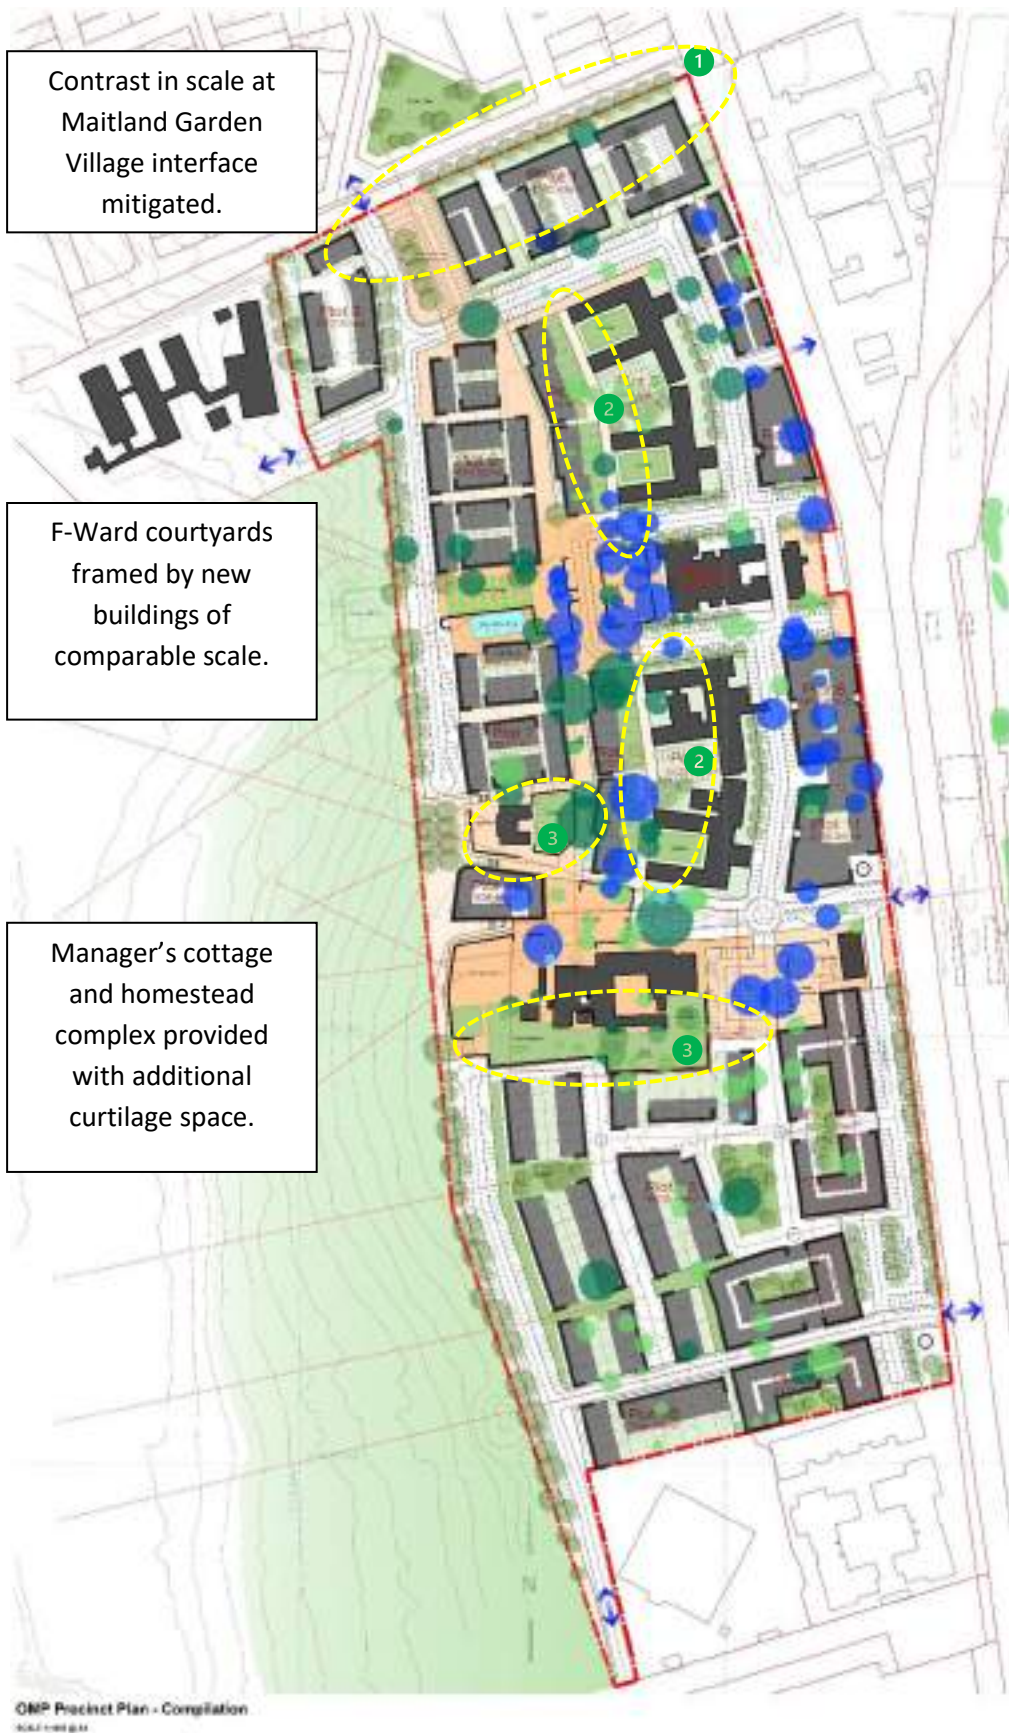 Contrast in scale at
Maitland Garden
Village interface
mitigated.
1
2
F-Ward courtyards
framed by new
buildings of
comparable scale.
2
3
Manager's cottage
and homestead
complex provided
with additional
curtilage space.
3
OMP Precinct Plan - Compilation